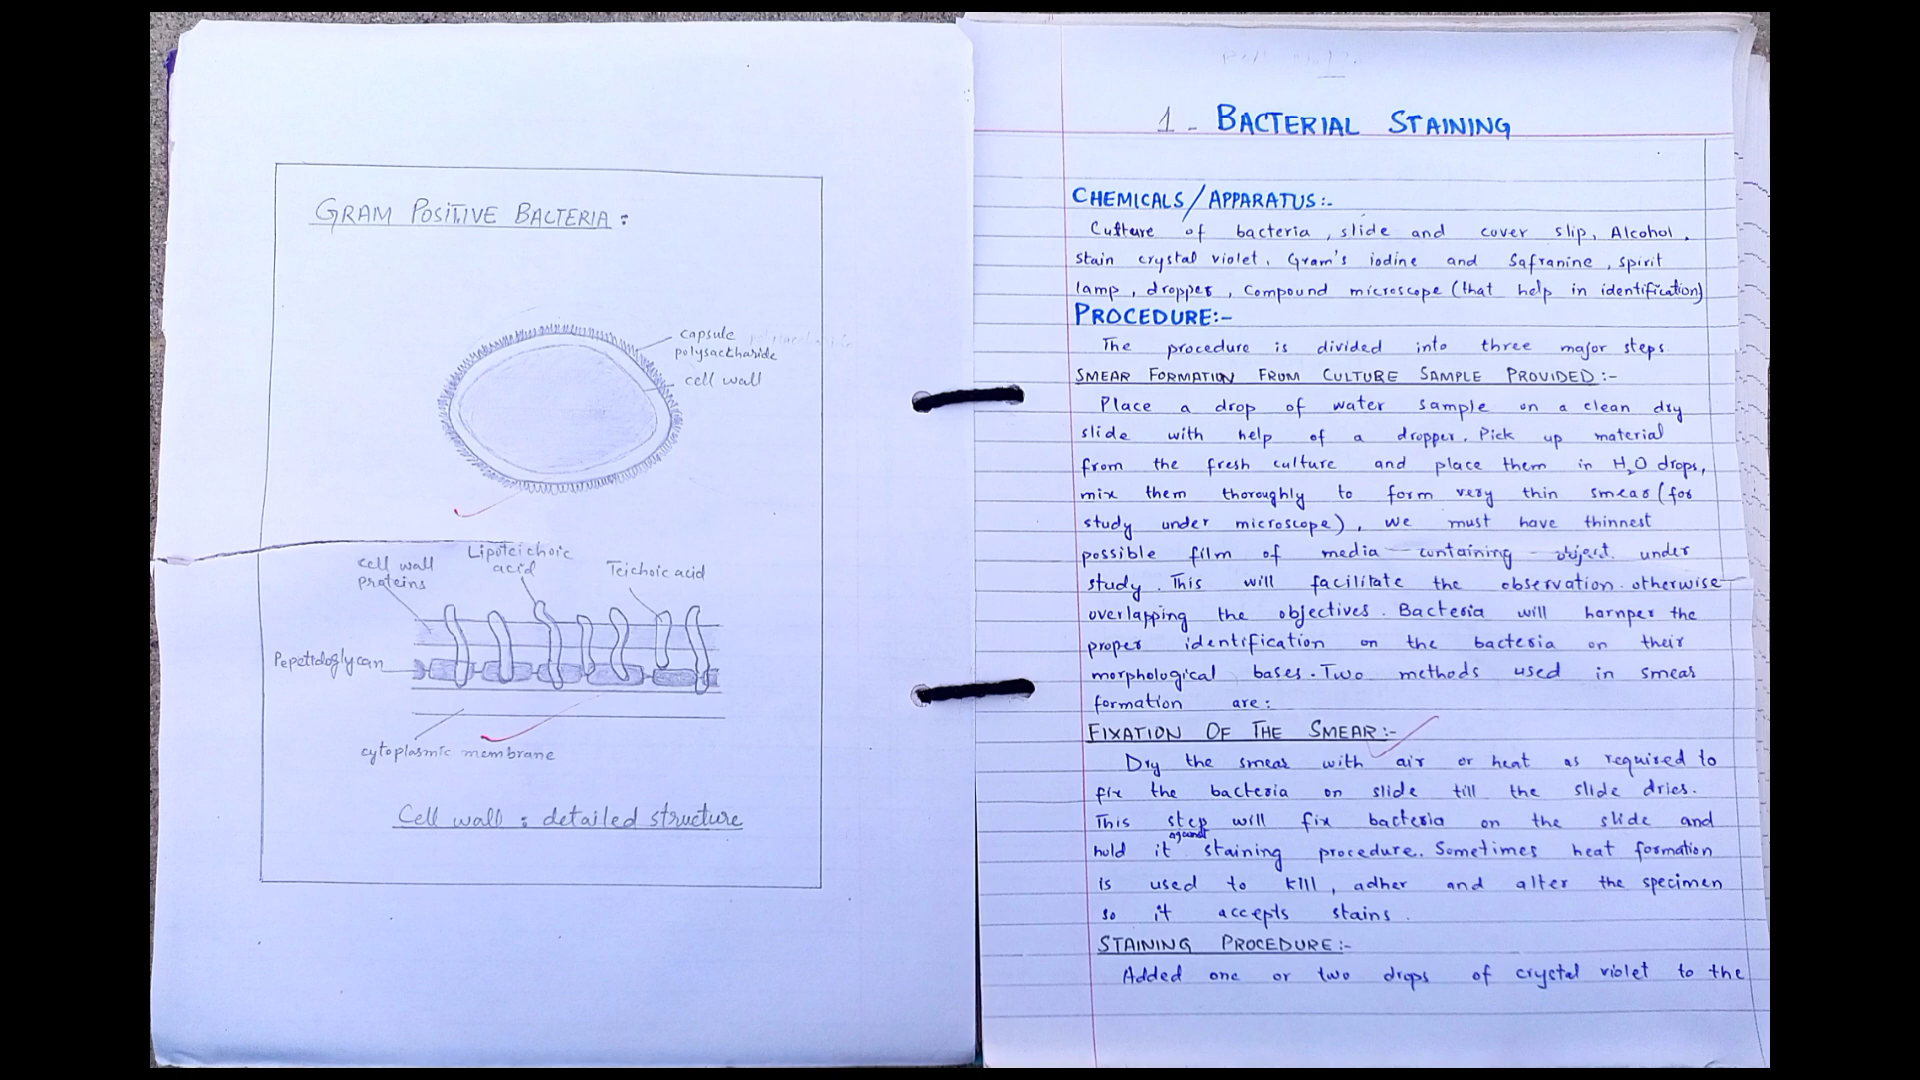 GRAM POSITIVE BACTERIA :
capsule
polysaccharide
cell wall
cell wall
proteins
Lipoteichoic
acid
Teichoic acid
Pepetidoglycan
cytoplasmic membrane
Cell wall : detailed structure
1 - BACTERIAL STAINING
CHEMICALS/APPARATUS:-
Culture of bacteria, slide and cover slip, Alcohol,
stain crystal violet, Gram's iodine and Safranine, spirit
lamp, dropper, compound microscope (that help in identification)
PROCEDURE:-
The procedure is divided into three major steps.
SMEAR FORMATION FROM CULTURE SAMPLE PROVIDED:-
Place a drop of water sample on a clean dry
slide with help of a dropper. Pick up material
from the fresh culture and place them in H2O drops,
mix them thoroughly to form very thin smear (for
study under microscope), we must have thinnest
possible film of media containing object under
study. This will facilitate the observation. otherwise
overlapping the objectives. Bacteria will hamper the
proper identification on the bacteria on their
morphological bases. Two methods used in smear
formation are:
FIXATION OF THE SMEAR:-
Dry the smear with air or heat as required to
fix the bacteria on slide till the slide dries.
This step will fix bacteria on the slide and
hold it against staining procedure. Sometimes heat formation
is used to kill, adher and alter the specimen
so it accepts stains.
STAINING PROCEDURE:-
Added one or two drops of crystal violet to the